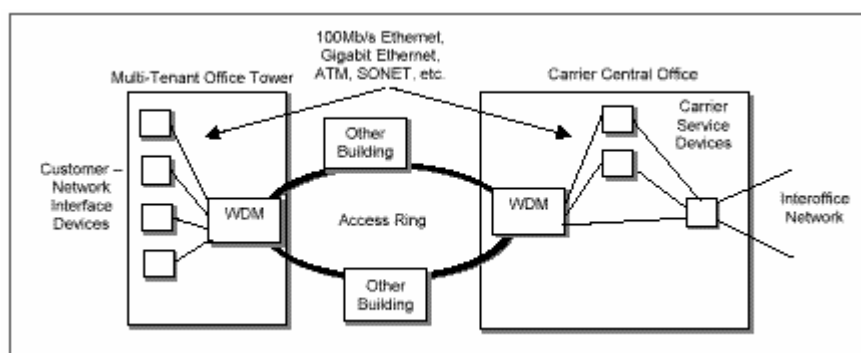 100Mb/s Ethernet,
Gigabit Ethernet,
ATM, SONET, etc.
Multi-Tenant Office Tower
Carrier Central Office
Other
Building
Carrier
Service
Devices
Customer –
Network
Interface
Devices
WDM
Access Ring
WDM
Interoffice
Network
Other
Building